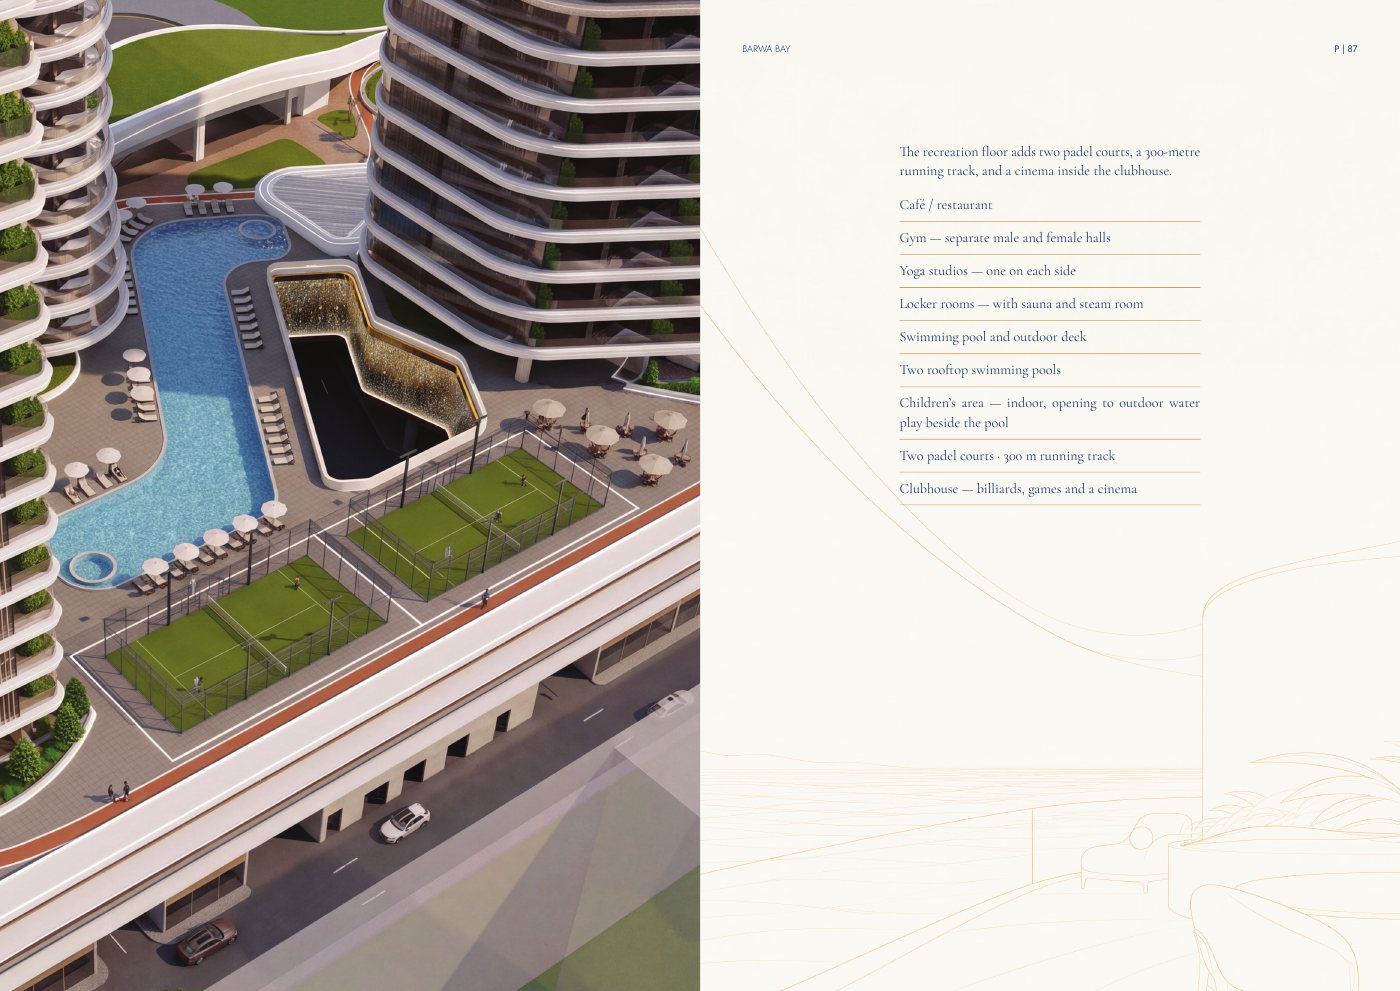 BARWA BAY
P | 87
The recreation floor adds two padel courts, a 300-metre
running track, and a cinema inside the clubhouse.
Café / restaurant
Gym — separate male and female halls
Yoga studios — one on each side
Locker rooms — with sauna and steam room
Swimming pool and outdoor deck
Two rooftop swimming pools
Children’s area — indoor, opening to outdoor water
play beside the pool
Two padel courts · 300 m running track
Clubhouse — billiards, games and a cinema